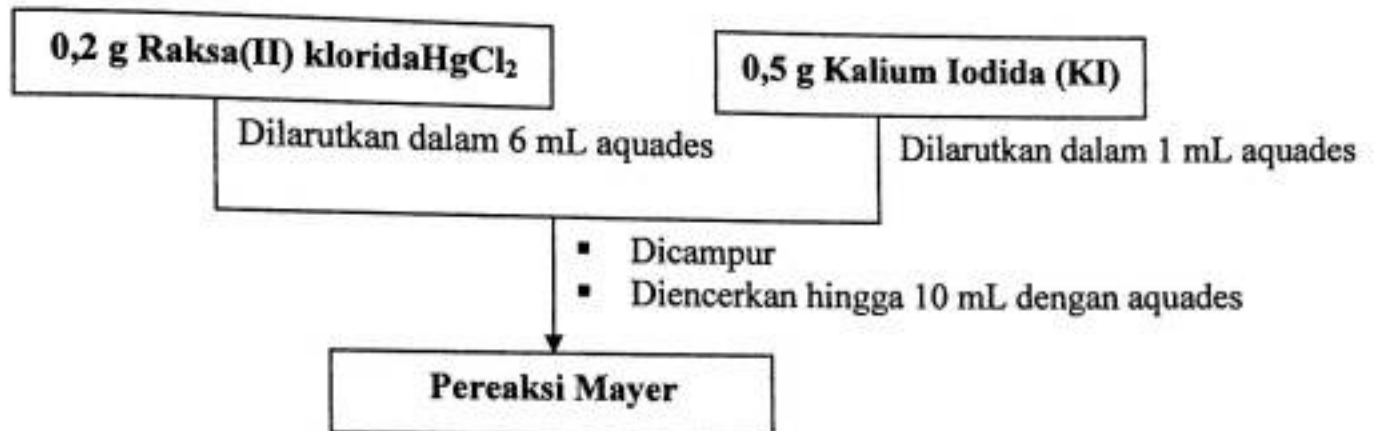 0,2 g Raksa(II) kloridaHgCl₂
0,5 g Kalium Iodida (KI)
Dilarutkan dalam 6 mL aquades
Dilarutkan dalam 1 mL aquades
▪ Dicampur
▪ Diencerkan hingga 10 mL dengan aquades
Pereaksi Mayer